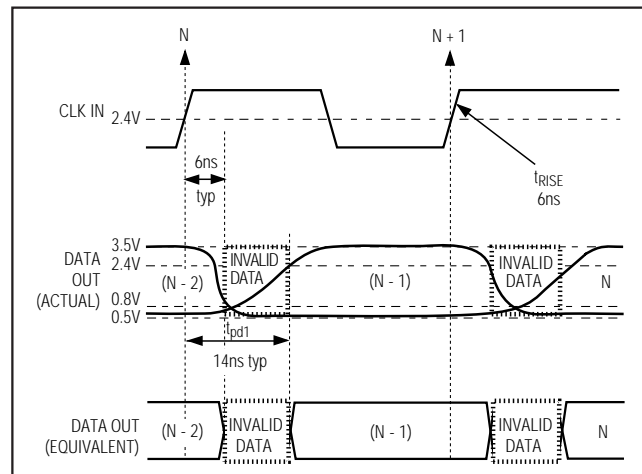 N
N + 1
CLK IN
2.4V
6ns
typ
tRISE
6ns
3.5V
DATA
OUT
(ACTUAL)
2.4V
(N - 2)
INVALID
DATA
(N - 1)
INVALID
DATA
N
0.8V
0.5V
tpd1
14ns typ
DATA OUT
(EQUIVALENT)
(N - 2)
INVALID
DATA
(N - 1)
INVALID
DATA
N